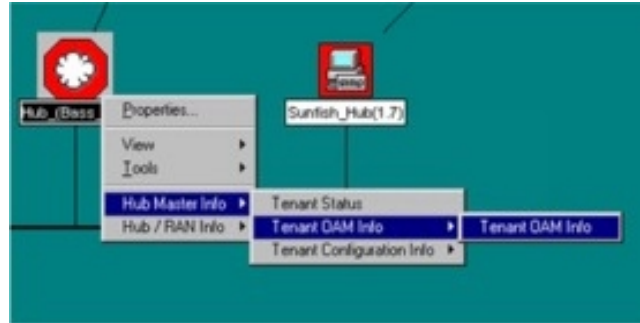 Hub_(Bass
Sunfish_Hub(1.7)
Properties...
View
Tools
Hub Master Info
Hub / RAN Info
Tenant Status
Tenant OAM Info
Tenant Configuration Info
Tenant OAM Info